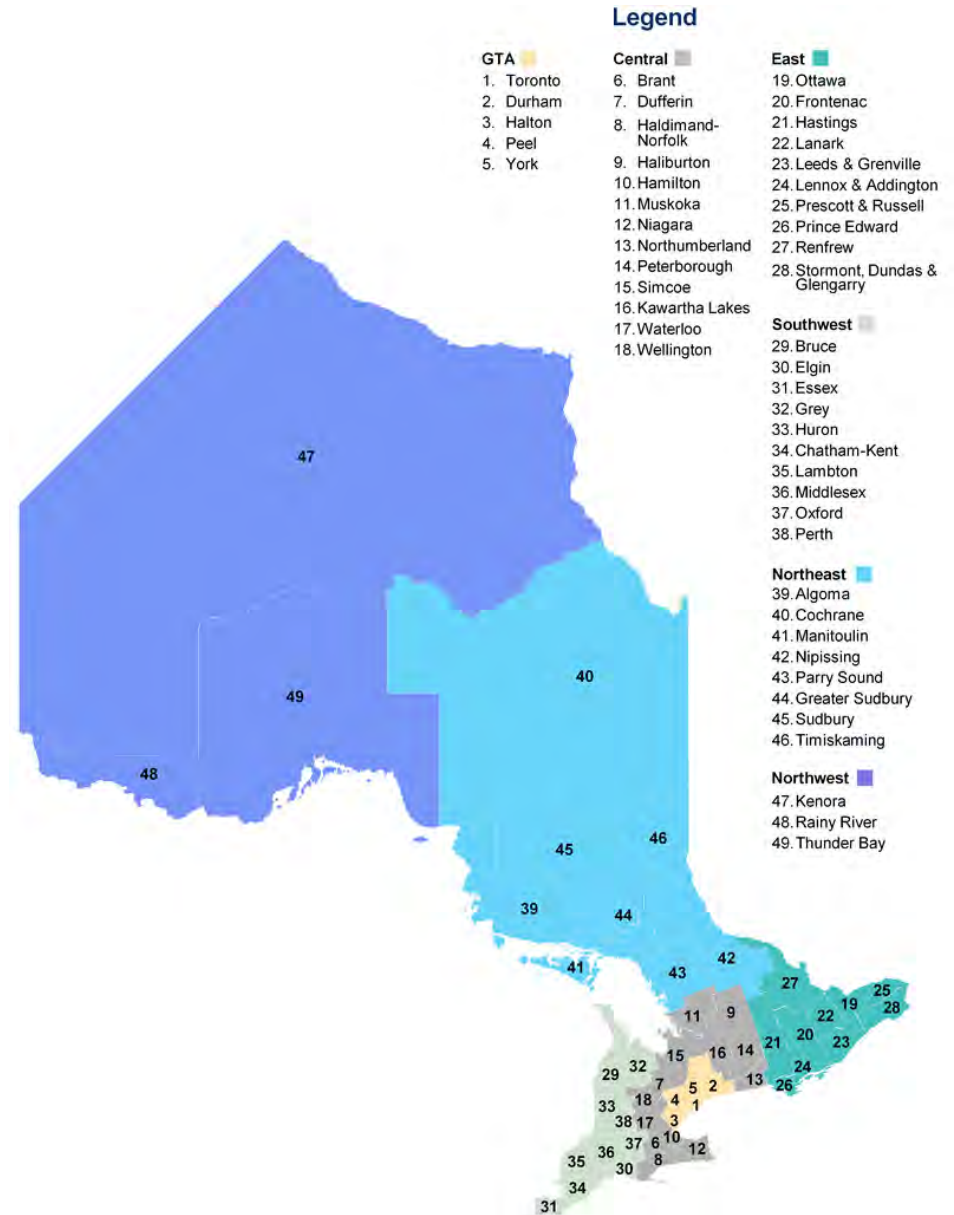 Legend
GTA
1. Toronto
2. Durham
3. Halton
4. Peel
5. York
Central
6. Brant
7. Dufferin
8. Haldimand-
Norfolk
9. Haliburton
10. Hamilton
11. Muskoka
12. Niagara
13. Northumberland
14. Peterborough
15. Simcoe
16. Kawartha Lakes
17. Waterloo
18. Wellington
East
19. Ottawa
20. Frontenac
21. Hastings
22. Lanark
23. Leeds & Grenville
24. Lennox & Addington
25. Prescott & Russell
26. Prince Edward
27. Renfrew
28. Stormont, Dundas &
Glengarry
Southwest
29. Bruce
30. Elgin
31. Essex
32. Grey
33. Huron
34. Chatham-Kent
35. Lambton
36. Middlesex
37. Oxford
38. Perth
Northeast
39. Algoma
40. Cochrane
41. Manitoulin
42. Nipissing
43. Parry Sound
44. Greater Sudbury
45. Sudbury
46. Timiskaming
Northwest
47. Kenora
48. Rainy River
49. Thunder Bay
47
40
49
48
46
45
39
44
42
43
41
27
25
19
28
11
9
22
20
23
21
16
14
15
24
32
13
26
29
7
5
2
18
4
33
1
38
17
3
10
37
6
12
36
8
35
30
34
31